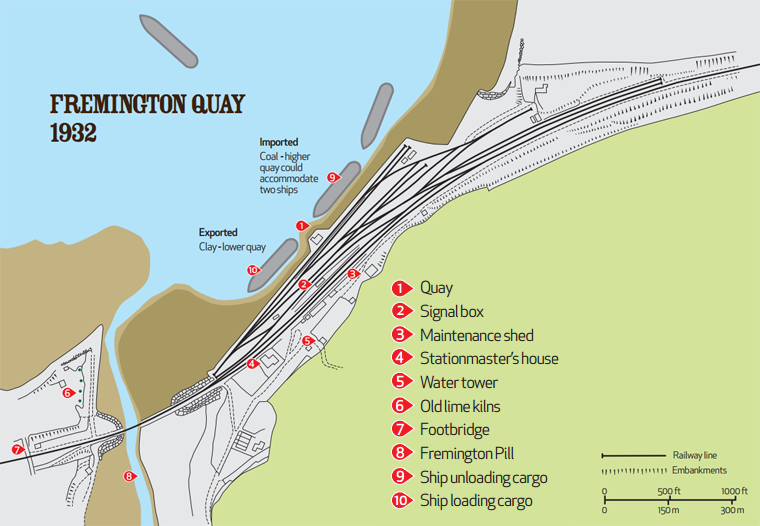 FREMINGTON QUAY
1932
Imported
Coal - higher
quay could
accommodate
two ships
9
Exported
Clay - lower quay
1
10
2
3
4
5
6
7
8
1 Quay
2 Signal box
3 Maintenance shed
4 Stationmaster's house
5 Water tower
6 Old lime kilns
7 Footbridge
8 Fremington Pill
9 Ship unloading cargo
10 Ship loading cargo
Railway line
Embankments
0 500 ft 1000 ft
0 150 m 300 m